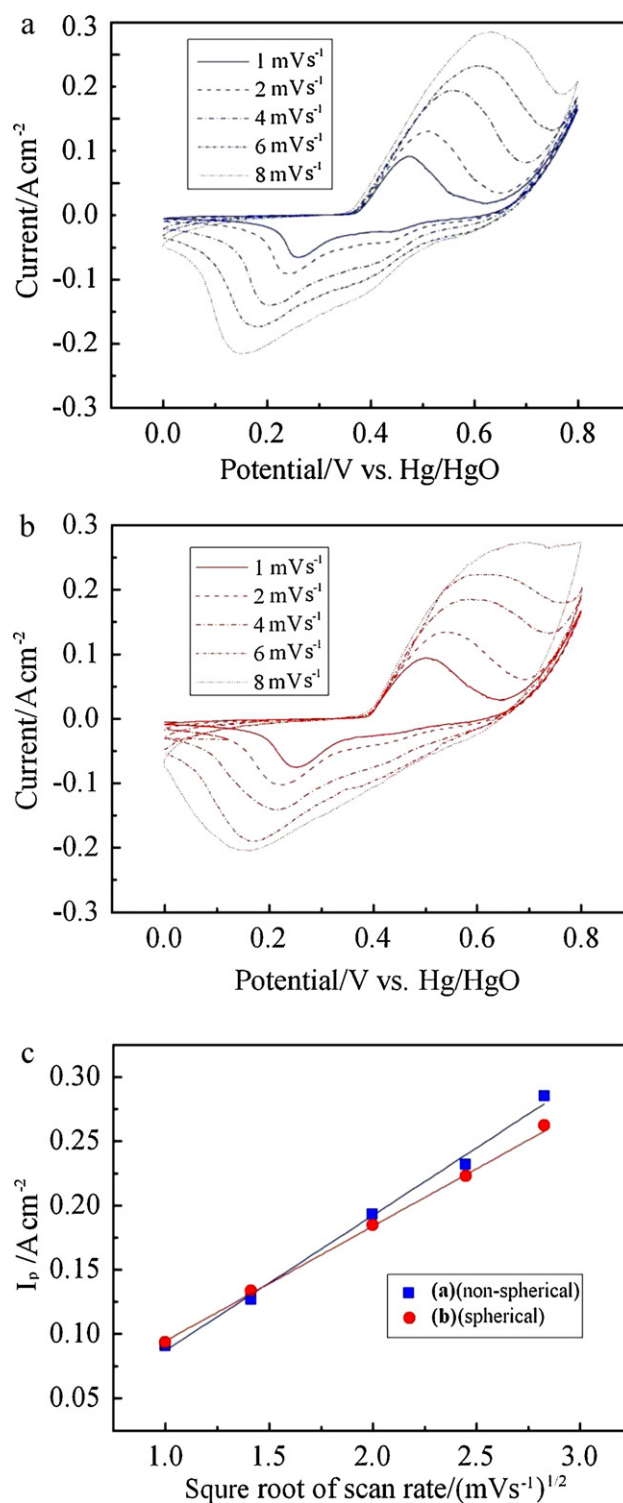 a
0.3
0.2
0.1
0.0
-0.1
-0.2
-0.3
Current/Acm⁻²
1 mVs⁻¹
2 mVs⁻¹
4 mVs⁻¹
6 mVs⁻¹
8 mVs⁻¹
0.0 0.2 0.4 0.6 0.8
Potential/V vs. Hg/HgO
b
0.3
0.2
0.1
0.0
-0.1
-0.2
-0.3
Current/Acm⁻²
1 mVs⁻¹
2 mVs⁻¹
4 mVs⁻¹
6 mVs⁻¹
8 mVs⁻¹
0.0 0.2 0.4 0.6 0.8
Potential/V vs. Hg/HgO
c
0.30
0.25
0.20
0.15
0.10
0.05
Iₚ /Acm⁻²
(a)(non-spherical)
(b)(spherical)
1.0 1.5 2.0 2.5 3.0
Squre root of scan rate/(mVs⁻¹)¹ᐟ²